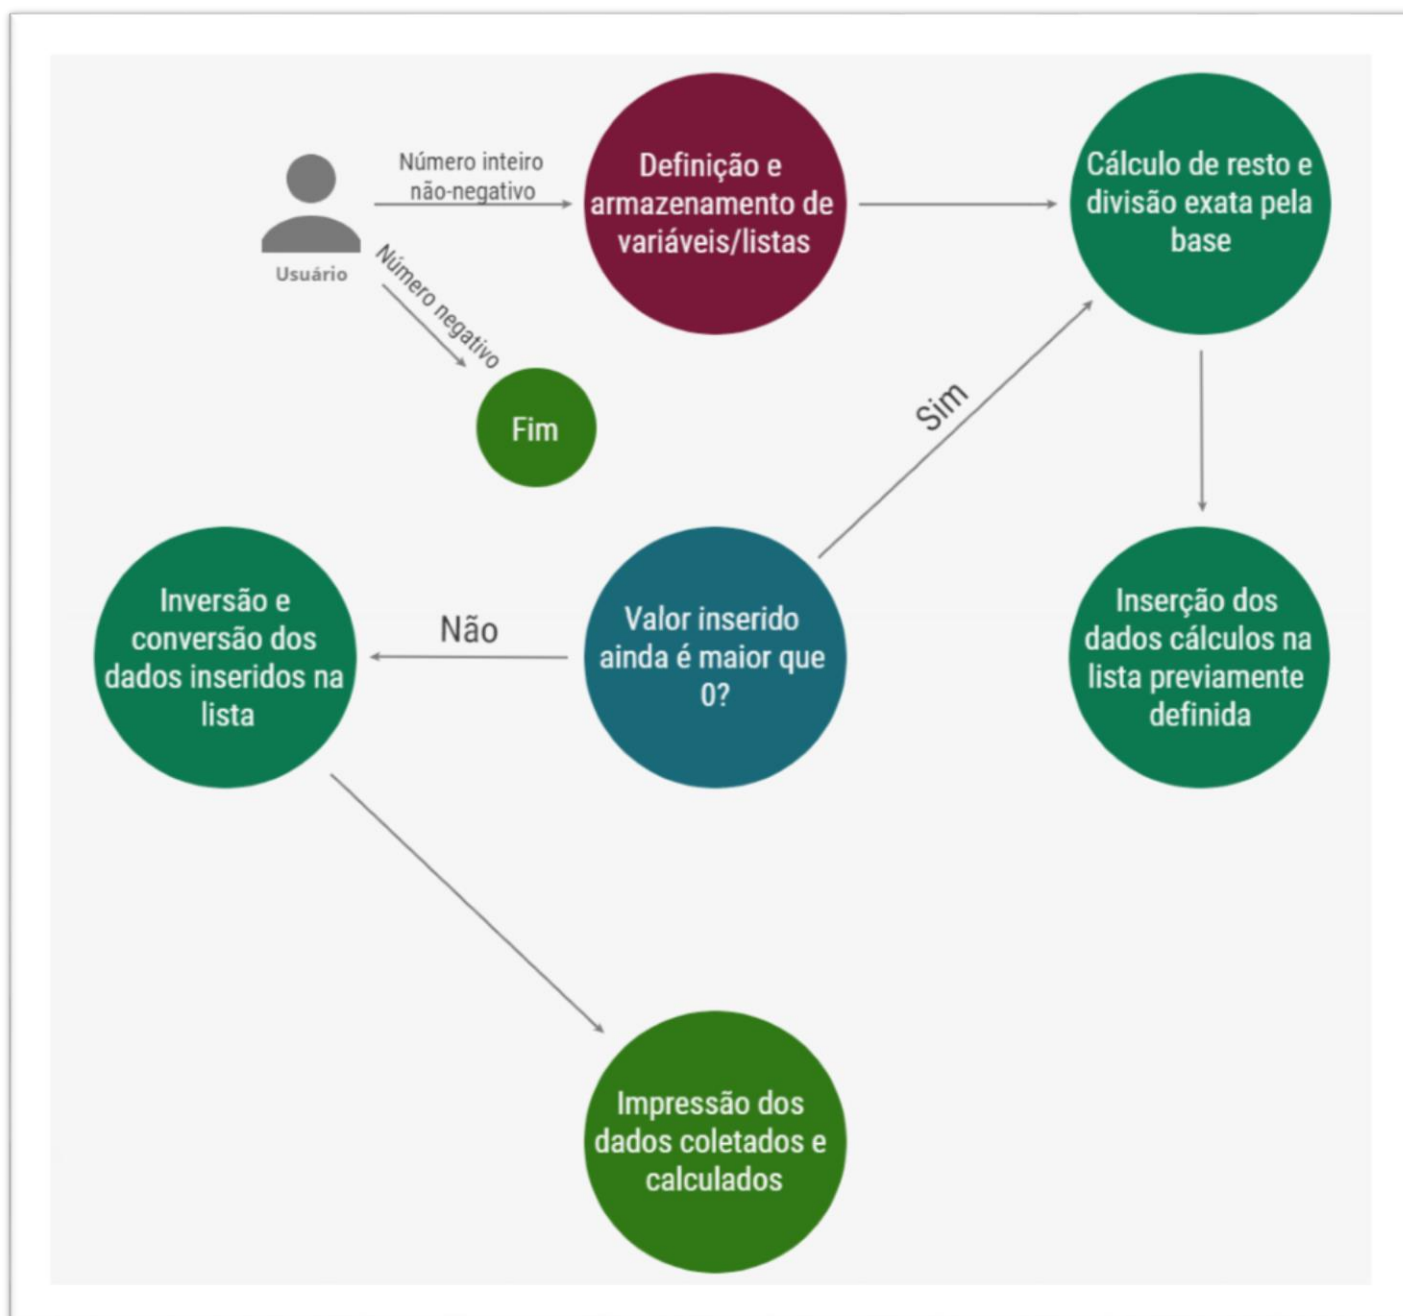 Número inteiro
não-negativo
Usuário
Número negativo
Definição e
armazenamento de
variáveis/listas
Cálculo de resto e
divisão exata pela
base
Fim
Sim
Inversão e
conversão dos
dados inseridos na
lista
Não
Valor inserido
ainda é maior que
0?
Inserção dos
dados cálculos na
lista previamente
definida
Impressão dos
dados coletados e
calculados